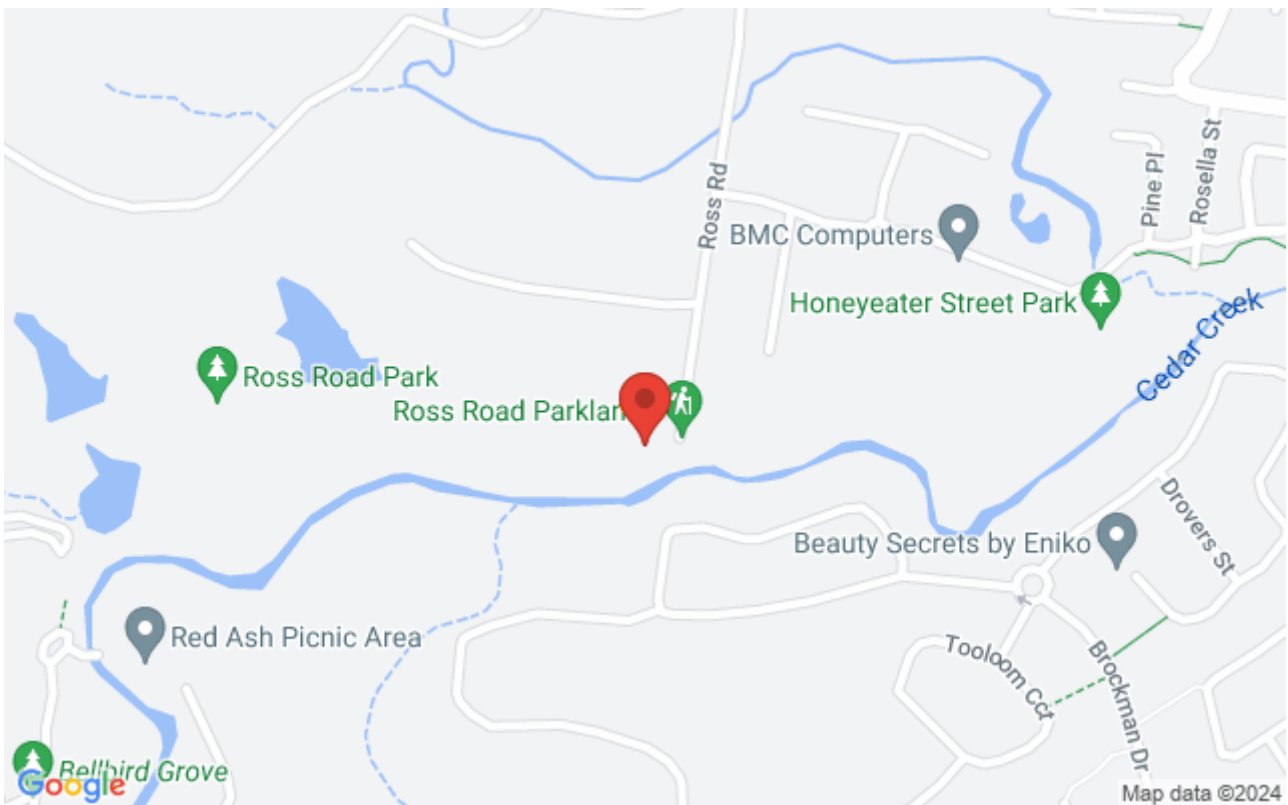 Ross Rd
Pine Pl
Rosella St
BMC Computers
Honeyeater Street Park
Cedar Creek
Ross Road Park
Ross Road Parklan
Drovers St
Beauty Secrets by Eniko
Red Ash Picnic Area
Tooloom Cct
Brockman Dr
Bellbird Grove
Google
Map data ©2024